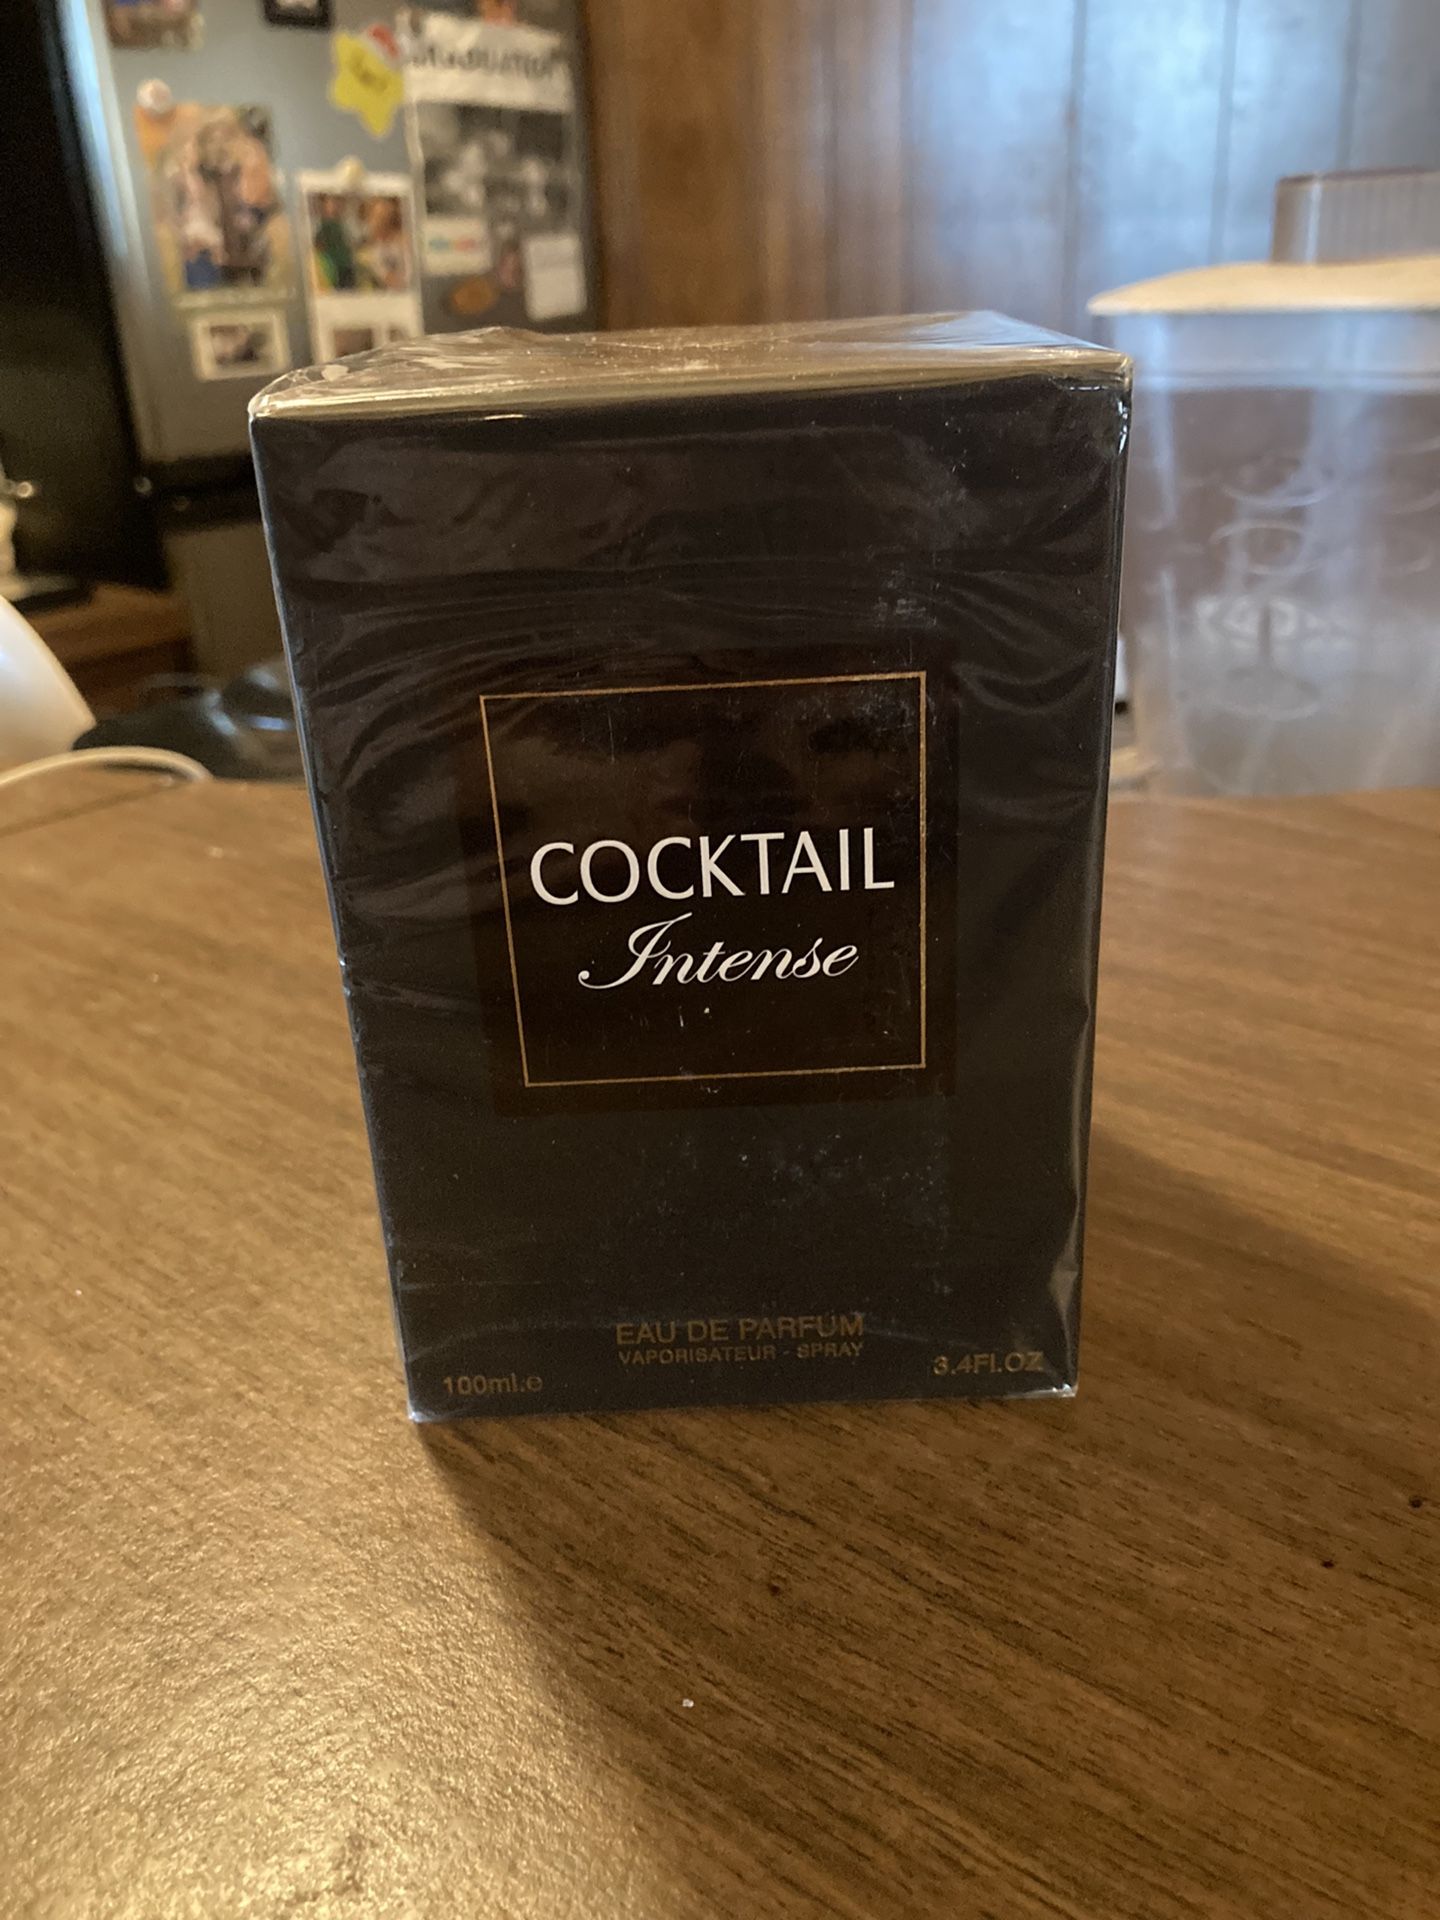 COCKTAIL
Intense
EAU DE PARFUM
VAPORISATEUR - SPRAY
100ml.e
3.4Fl.OZ